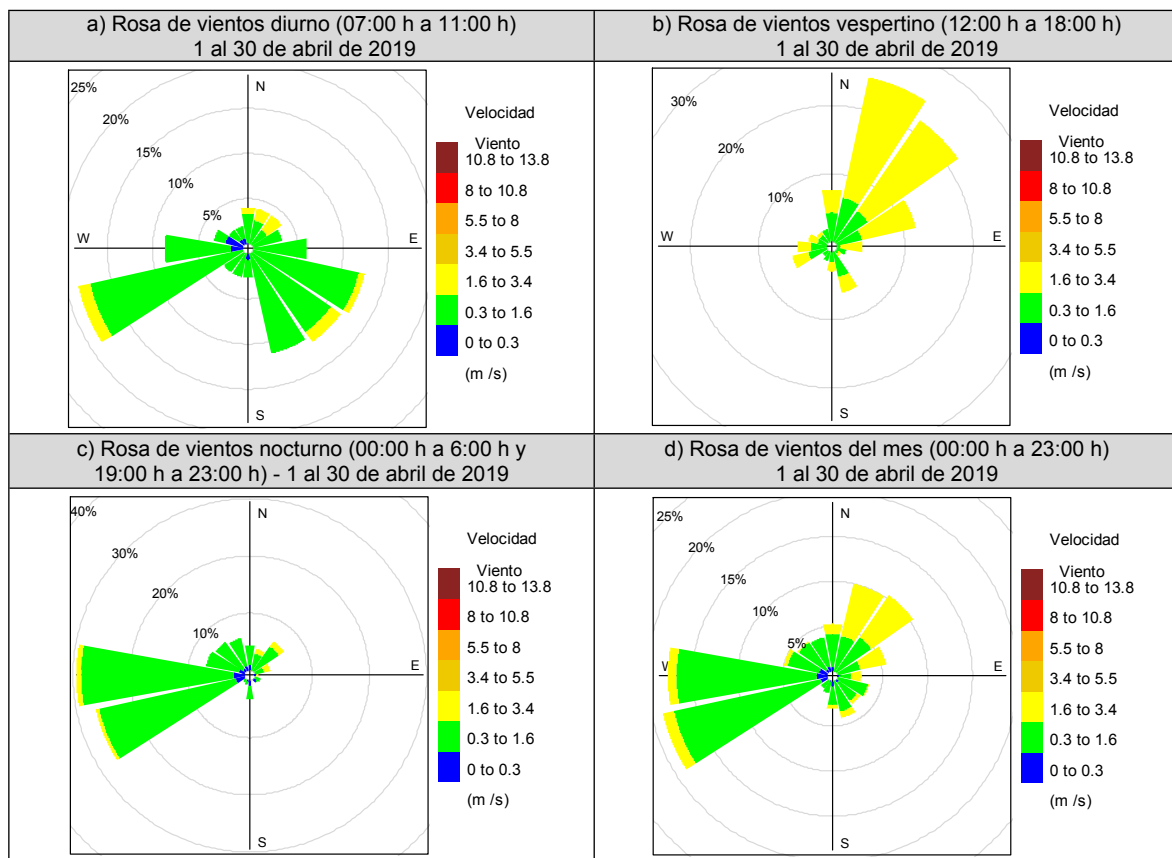 a) Rosa de vientos diurno (07:00 h a 11:00 h)
1 al 30 de abril de 2019
b) Rosa de vientos vespertino (12:00 h a 18:00 h)
1 al 30 de abril de 2019
25%
20%
15%
10%
5%
N
W
E
S
Velocidad
Viento
10.8 to 13.8
8 to 10.8
5.5 to 8
3.4 to 5.5
1.6 to 3.4
0.3 to 1.6
0 to 0.3
(m /s)
30%
20%
10%
N
W
E
S
Velocidad
Viento
10.8 to 13.8
8 to 10.8
5.5 to 8
3.4 to 5.5
1.6 to 3.4
0.3 to 1.6
0 to 0.3
(m /s)
c) Rosa de vientos nocturno (00:00 h a 6:00 h y
19:00 h a 23:00 h) - 1 al 30 de abril de 2019
d) Rosa de vientos del mes (00:00 h a 23:00 h)
1 al 30 de abril de 2019
40%
30%
20%
10%
N
E
S
Velocidad
Viento
10.8 to 13.8
8 to 10.8
5.5 to 8
3.4 to 5.5
1.6 to 3.4
0.3 to 1.6
0 to 0.3
(m /s)
25%
20%
15%
10%
5%
N
W
E
S
Velocidad
Viento
10.8 to 13.8
8 to 10.8
5.5 to 8
3.4 to 5.5
1.6 to 3.4
0.3 to 1.6
0 to 0.3
(m /s)